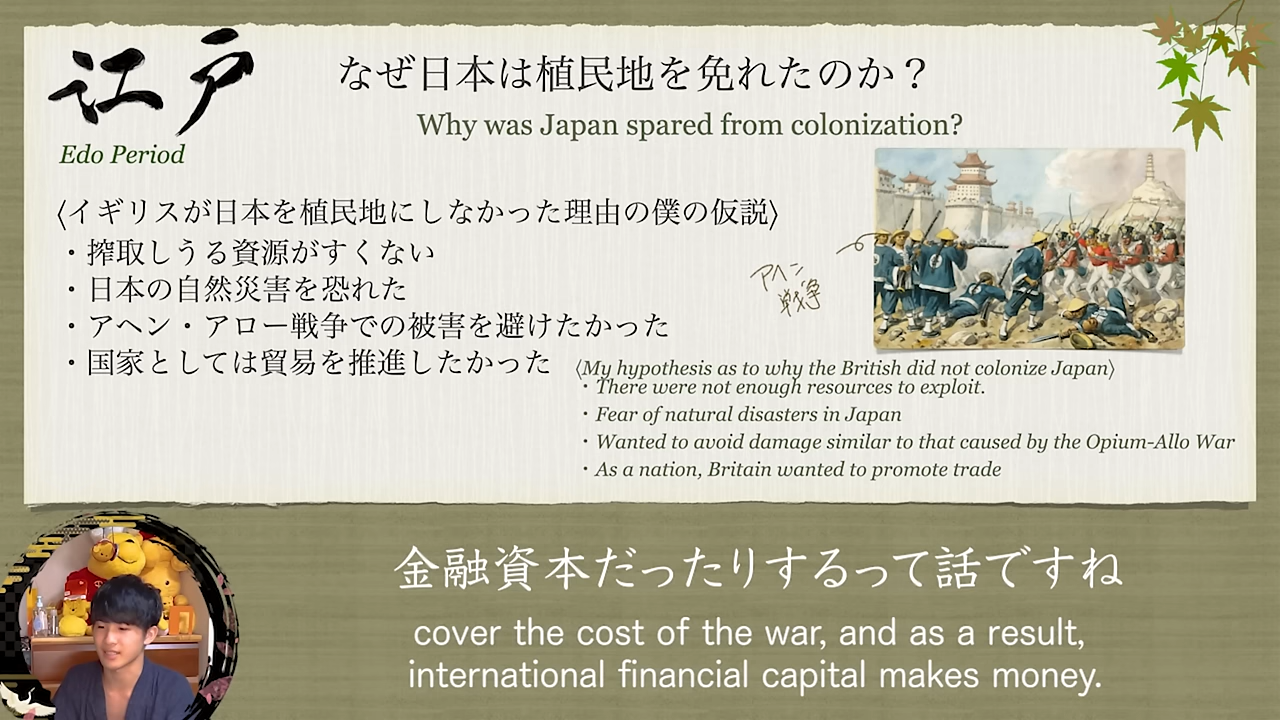 江戸
Edo Period
なぜ日本は植民地を免れたのか？
Why was Japan spared from colonization?
〈イギリスが日本を植民地にしなかった理由の僕の仮説〉
・搾取しうる資源がすくない
・日本の自然災害を恐れた
・アヘン・アロー戦争での被害を避けたかった
・国家としては貿易を推進したかった
アヘン
戦争
〈My hypothesis as to why the British did not colonize Japan〉
・There were not enough resources to exploit.
・Fear of natural disasters in Japan
・Wanted to avoid damage similar to that caused by the Opium-Allo War
・As a nation, Britain wanted to promote trade
金融資本だったりするって話ですね
cover the cost of the war, and as a result,
international financial capital makes money.